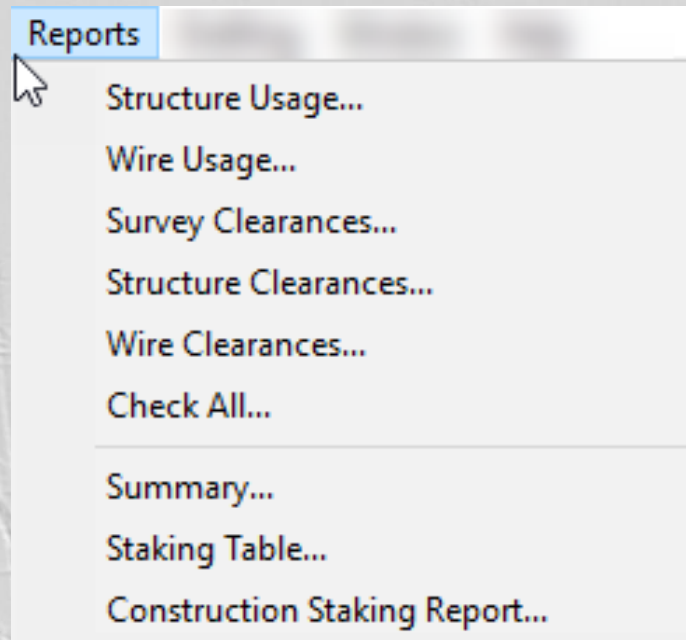 Reports
Structure Usage...
Wire Usage...
Survey Clearances...
Structure Clearances...
Wire Clearances...
Check All...
Summary...
Staking Table...
Construction Staking Report...